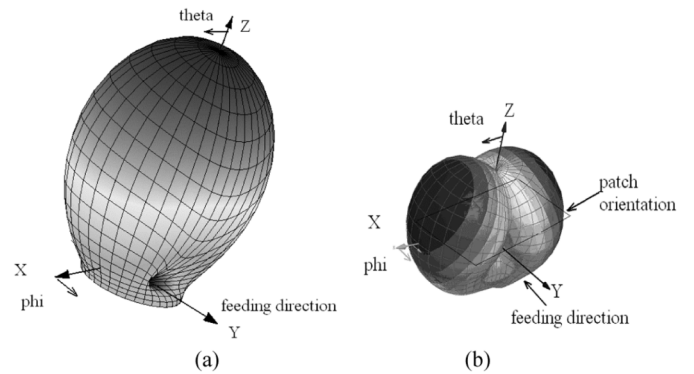 theta
Z
X
phi
feeding direction
Y
(a)
theta
Z
patch
orientation
X
phi
Y
feeding direction
(b)